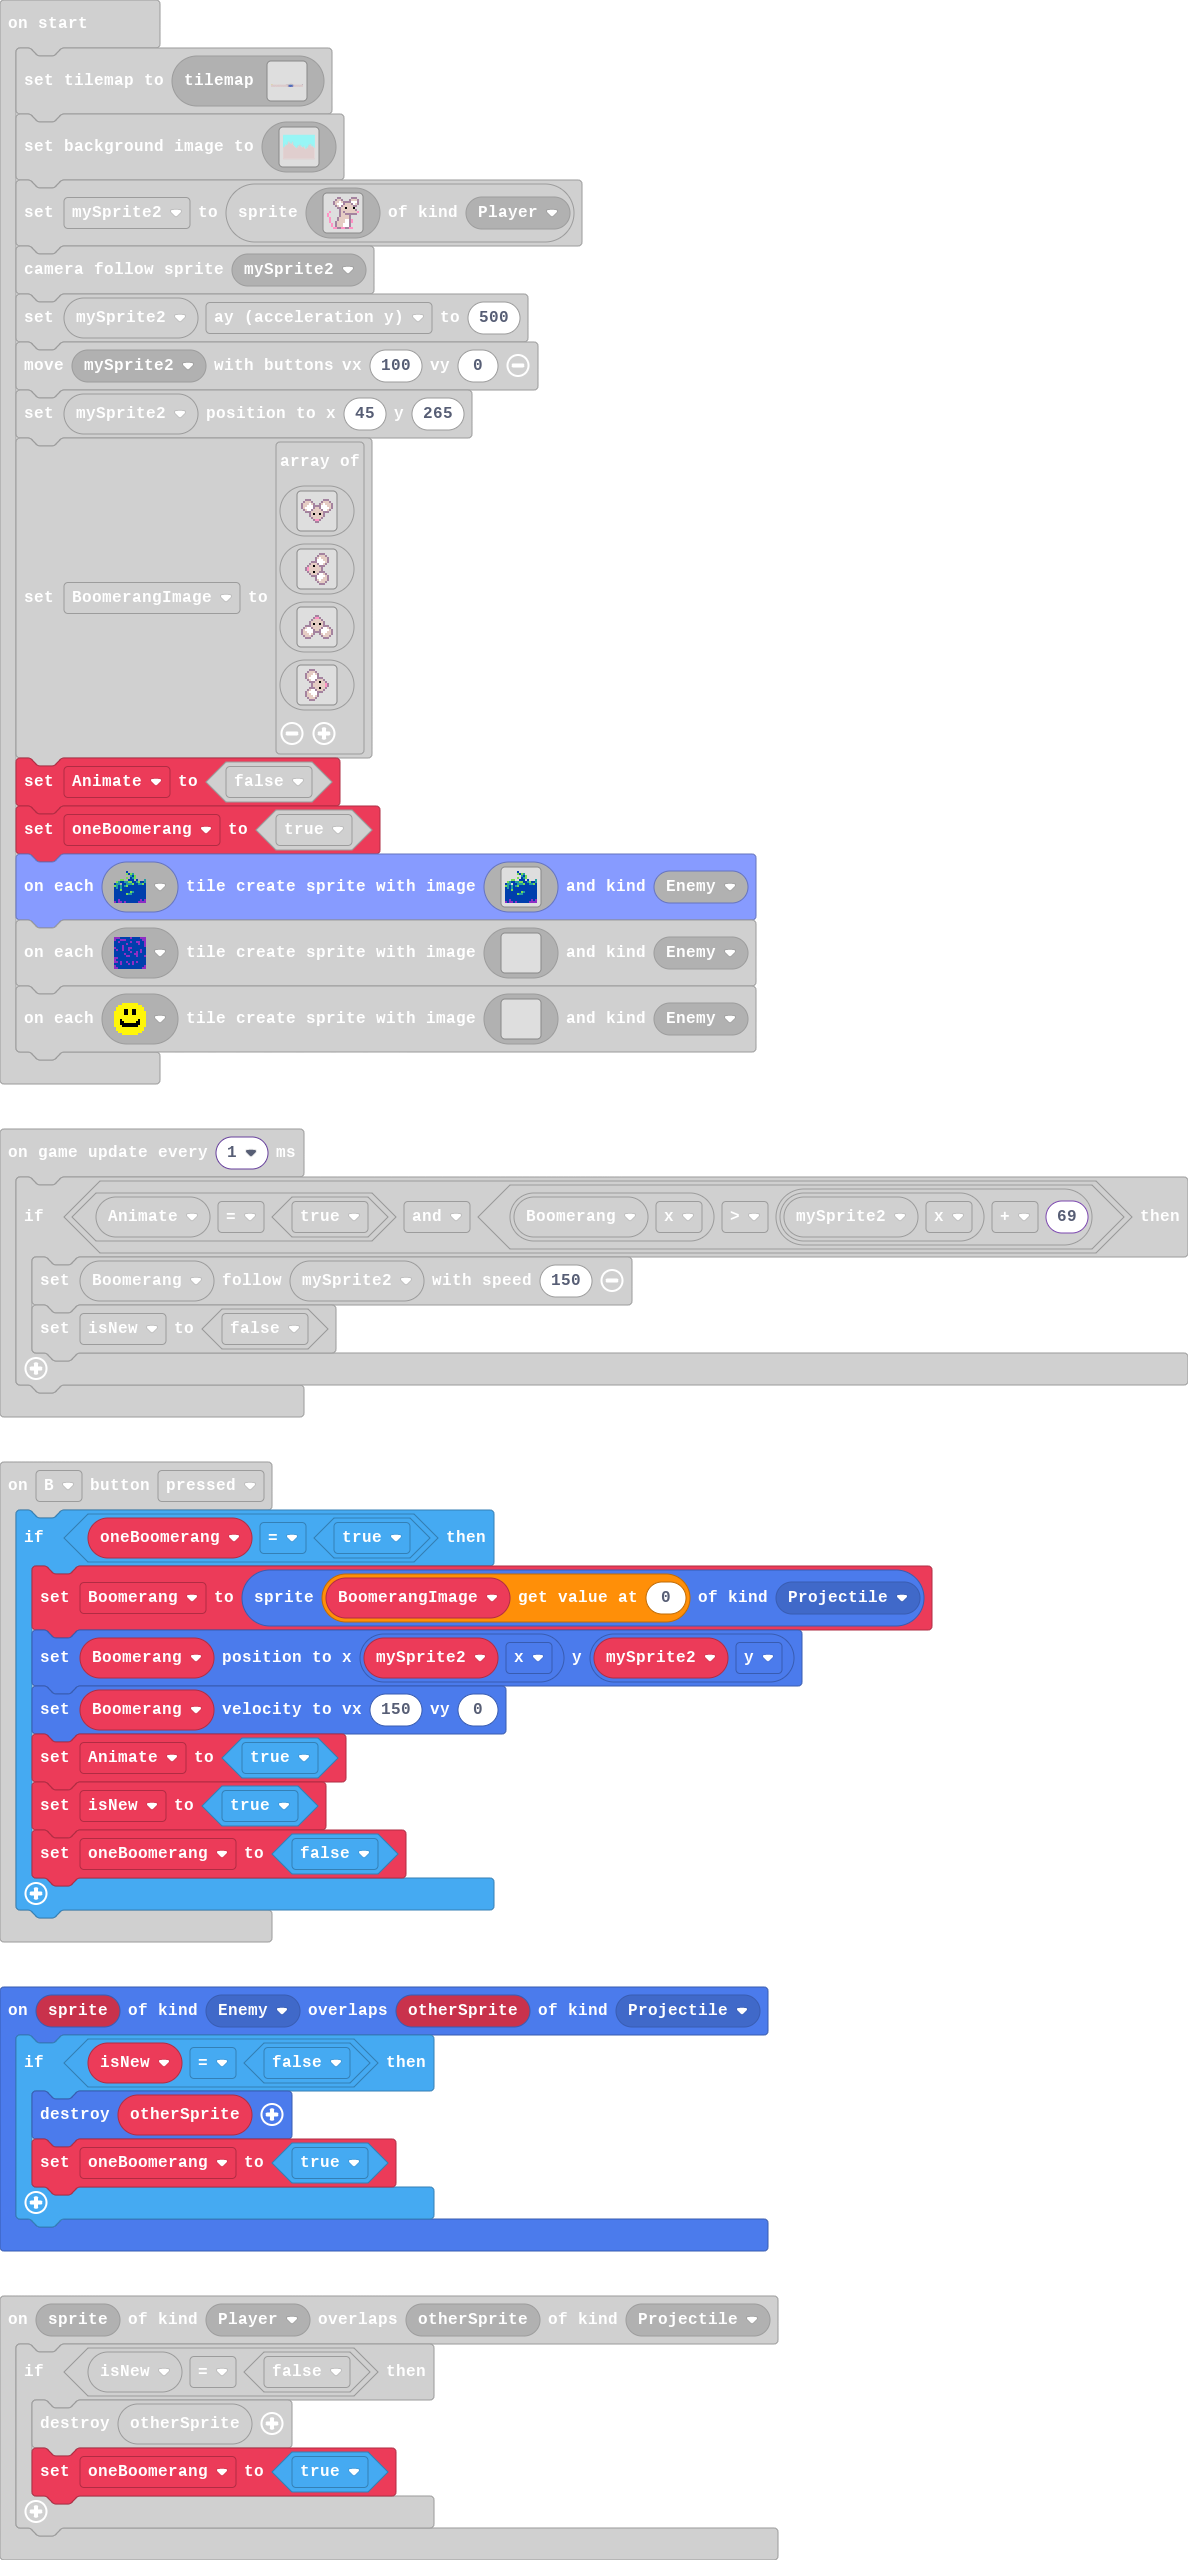 on start
set tilemap to tilemap
set background image to
set mySprite2 to sprite of kind Player
camera follow sprite mySprite2
set mySprite2 ay (acceleration y) to 500
move mySprite2 with buttons vx 100 vy 0
set mySprite2 position to x 45 y 265
array of
set BoomerangImage to
set Animate to false
set oneBoomerang to true
on each tile create sprite with image and kind Enemy
on each tile create sprite with image and kind Enemy
on each tile create sprite with image and kind Enemy
on game update every 1 ms
if Animate = true and Boomerang x > mySprite2 x + 69 then
set Boomerang follow mySprite2 with speed 150
set isNew to false
on B button pressed
if oneBoomerang = true then
set Boomerang to sprite BoomerangImage get value at 0 of kind Projectile
set Boomerang position to x mySprite2 x y mySprite2 y
set Boomerang velocity to vx 150 vy 0
set Animate to true
set isNew to true
set oneBoomerang to false
on sprite of kind Enemy overlaps otherSprite of kind Projectile
if isNew = false then
destroy otherSprite
set oneBoomerang to true
on sprite of kind Player overlaps otherSprite of kind Projectile
if isNew = false then
destroy otherSprite
set oneBoomerang to true